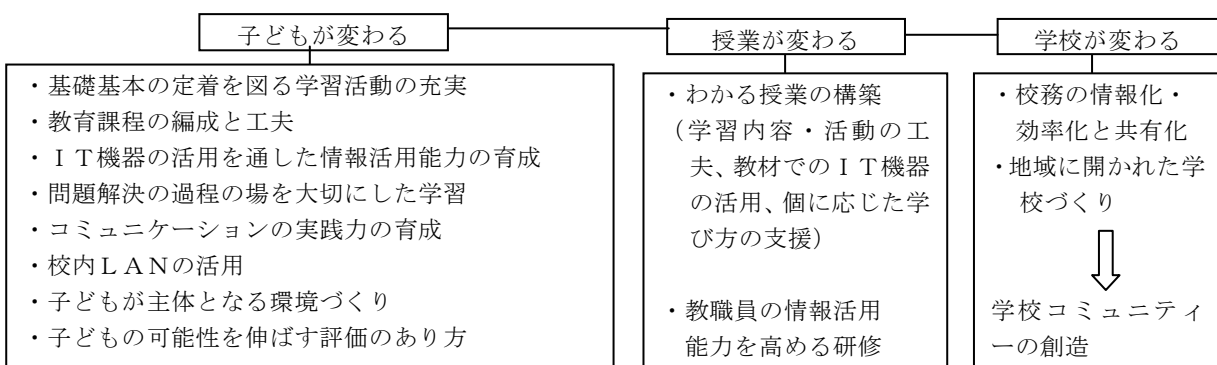 子どもが変わる
・基礎基本の定着を図る学習活動の充実
・教育課程の編成と工夫
・ＩＴ機器の活用を通した情報活用能力の育成
・問題解決の過程の場を大切にした学習
・コミュニケーションの実践力の育成
・校内ＬＡＮの活用
・子どもが主体となる環境づくり
・子どもの可能性を伸ばす評価のあり方
授業が変わる
・わかる授業の構築
（学習内容・活動の工
夫、教材でのＩＴ機器
の活用、個に応じた学
び方の支援）
・教職員の情報活用
能力を高める研修
学校が変わる
・校務の情報化・
効率化と共有化
・地域に開かれた学
校づくり
学校コミュニティ
ーの創造